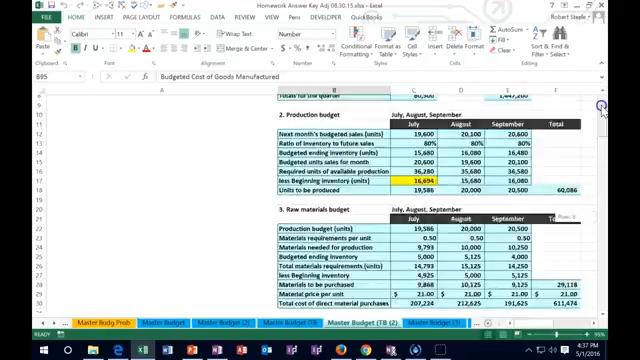 Homework Answer Key Adj 08.30.15.xlsx - Excel
Robert Steele
FILE HOME INSERT PAGE LAYOUT FORMULAS DATA REVIEW VIEW Pens DEVELOPER QuickBooks
Calibri 11
Wrap Text
Number
AutoSum
Paste
Merge & Center
Conditional Formatting
Format as Table
Cell Styles
Insert Delete Format
Sort & Filter
Find & Select
Clipboard Font Alignment Number Styles Cells Editing
B95 Budgeted Cost of Goods Manufactured
A B C D E F
Totals for the quarter 80,300 1,447,200
2. Production budget July, August, September
July August September Total
Next month's budgeted sales (units) 19,600 20,100 20,600
Ratio of inventory to future sales 80% 80% 80%
Budgeted ending inventory (units) 15,680 16,080 16,480
Budgeted units sales for month 20,600 19,600 20,100
Required units of available production 36,280 35,680 36,580
less Beginning inventory (units) 16,694 15,680 16,080
Units to be produced 19,586 20,000 20,500 60,086
3. Raw materials budget July, August, September
July August September
Production budget (units) 19,586 20,000 20,500
Materials requirements per unit 0.50 0.50 0.50
Materials needed for production 9,793 10,000 10,250
Budgeted ending inventory 5,000 5,125 4,000
Total materials requirements (units) 14,793 15,125 14,250
less Beginning inventory 4,925 5,000 5,125
Materials to be purchased 9,868 10,125 9,125 29,118
Material price per unit $ 21.00 $ 21.00 $ 21.00 $ 21.00
Total cost of direct material purchases 207,224 212,625 191,625 611,474
Master Budg Prob Master Budget Master Budget (2) Master Budget (TB Master Budget (TB (2) Master Budget (3)
95%
4:37 PM
5/1/2016